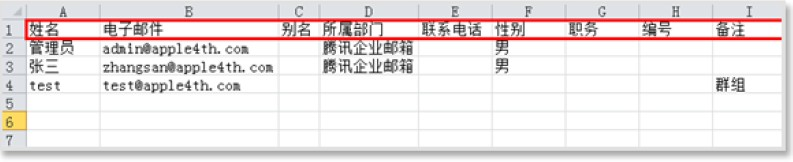 A B C D E F G H I
1 姓名 电子邮件 别名 所属部门 联系电话 性别 职务 编号 备注
2 管理员 admin@apple4th.com 腾讯企业邮箱 男
3 张三 zhangsan@apple4th.com 腾讯企业邮箱 男
4 test test@apple4th.com 群组
5
6
7